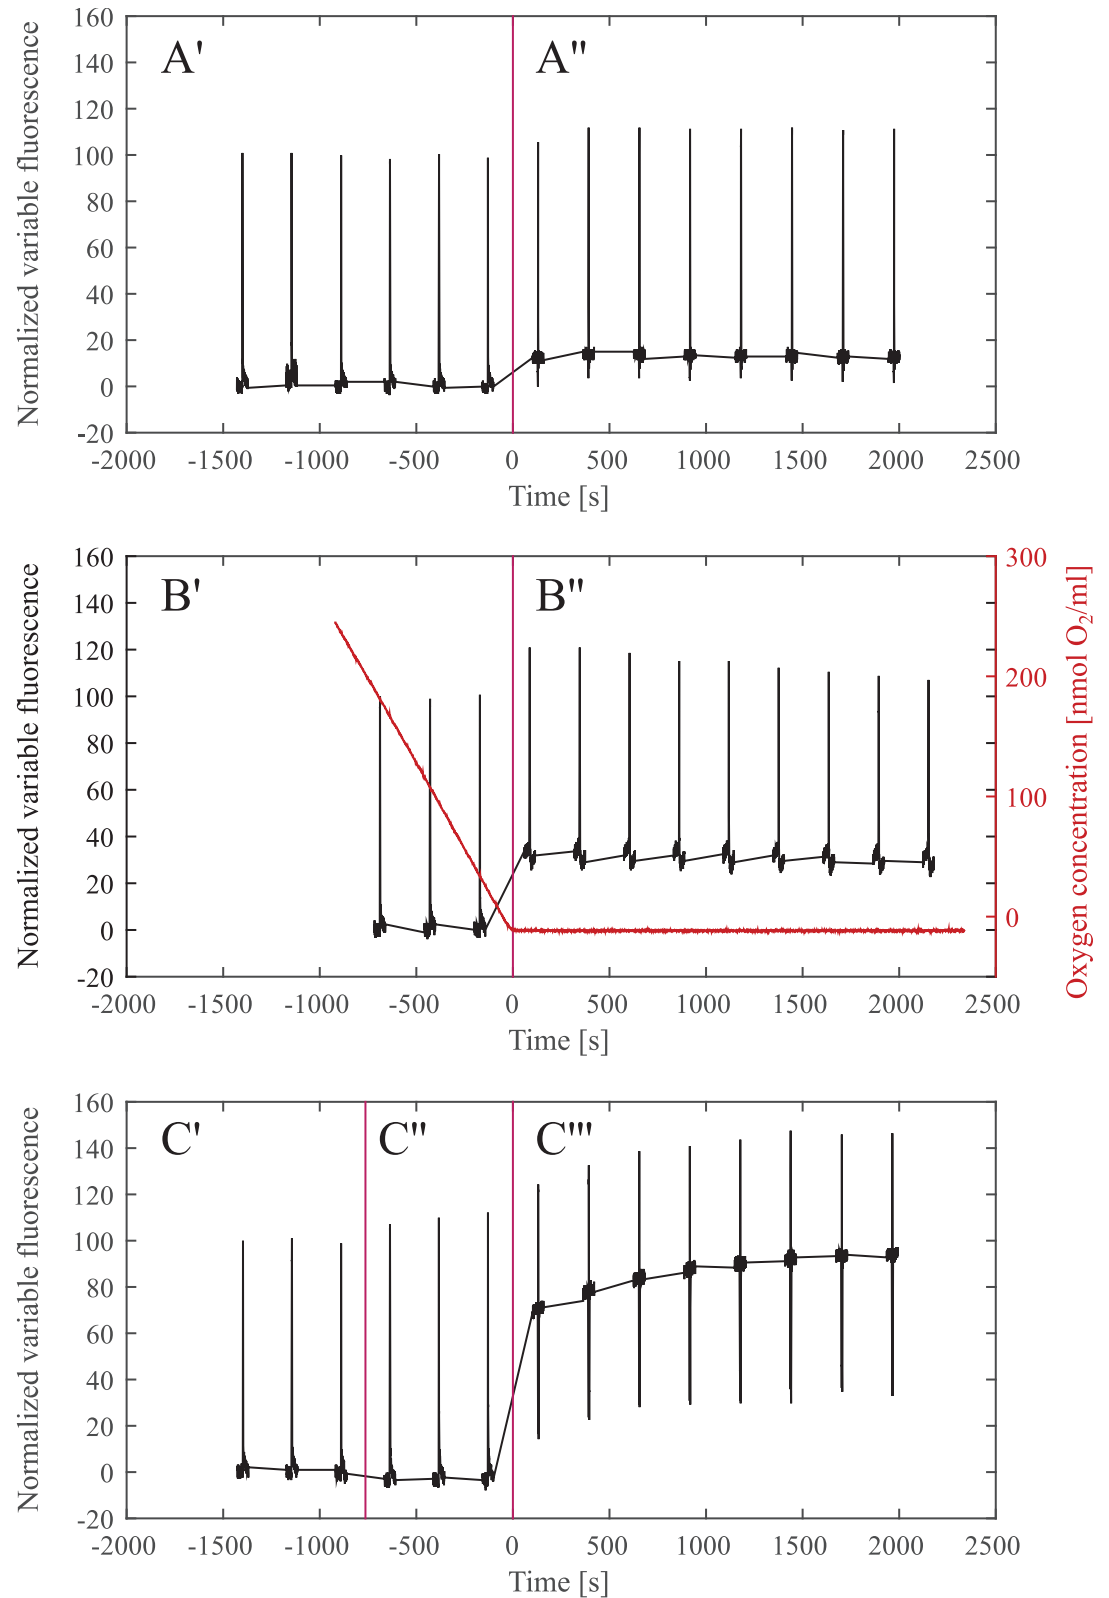 Normalized variable fluorescence
160
140
120
100
80
60
40
20
0
-20
A'
A''
-2000 -1500 -1000 -500 0 500 1000 1500 2000 2500
Time [s]
Normalized variable fluorescence
160
140
120
100
80
60
40
20
0
-20
B'
B''
300
200
100
0
Oxygen concentration [nmol O₂/ml]
-2000 -1500 -1000 -500 0 500 1000 1500 2000 2500
Time [s]
Normalized variable fluorescence
160
140
120
100
80
60
40
20
0
-20
C'
C''
C'''
-2000 -1500 -1000 -500 0 500 1000 1500 2000 2500
Time [s]